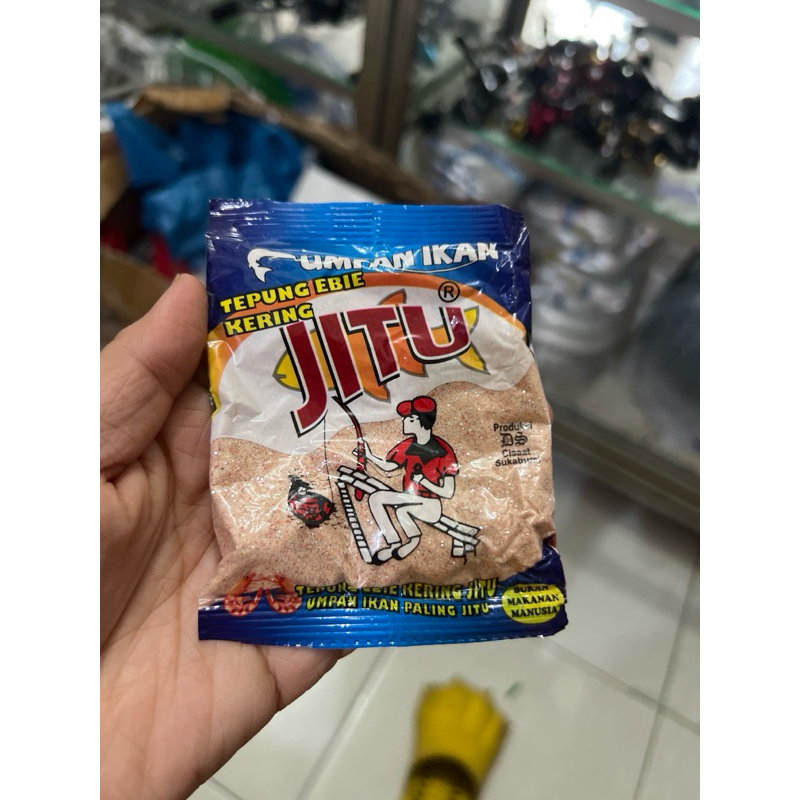 UMPAN IKAN
TEPUNG EBIE
KERING
JITU®
Produksi
DS
Cisaat
Sukabumi
TEPUNG EBIE KERING JITU
UMPAN IKAN PALING JITU
BUKAN
MAKANAN
MANUSIA